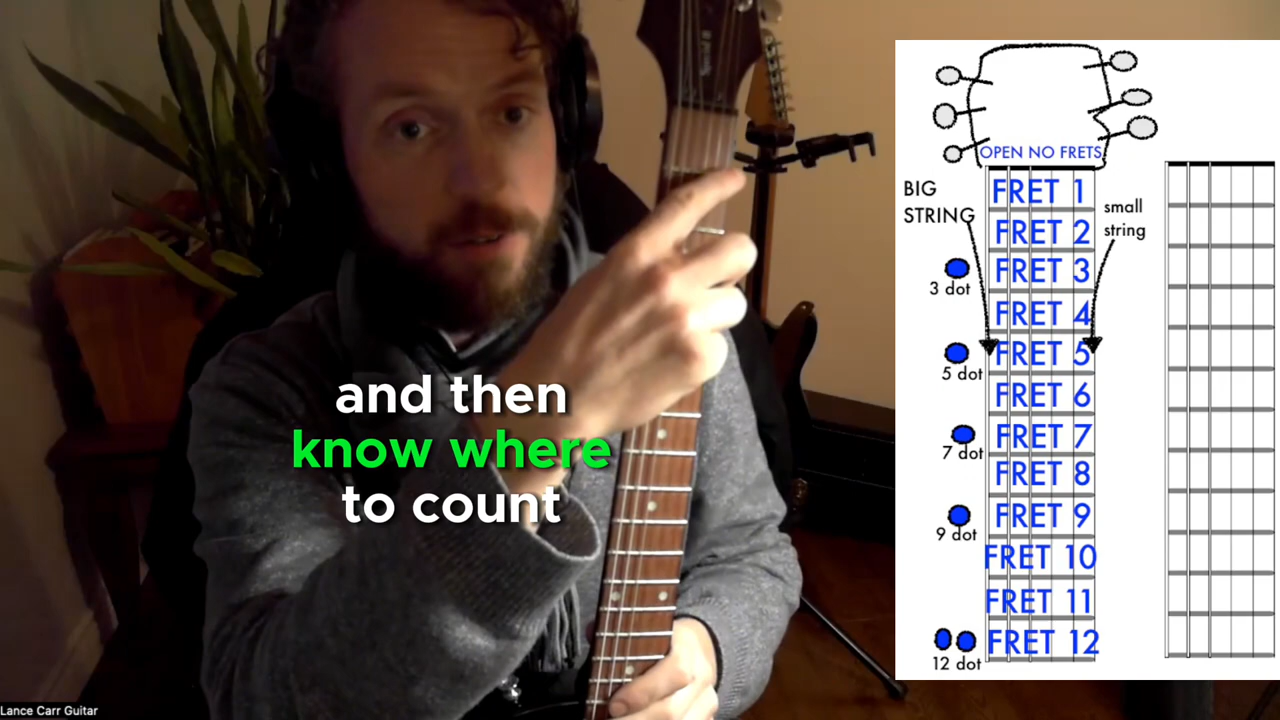 Special II
and then
know where
to count
Lance Carr Guitar
OPEN NO FRETS
BIG
STRING
small
string
FRET 1
FRET 2
FRET 3
3 dot
FRET 4
FRET 5
5 dot
FRET 6
FRET 7
7 dot
FRET 8
FRET 9
9 dot
FRET 10
FRET 11
FRET 12
12 dot